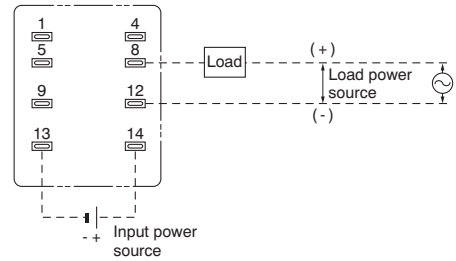 1 4
5 8
Load
(+)
Load power
source
9 12
(-)
13 14
- +
Input power
source